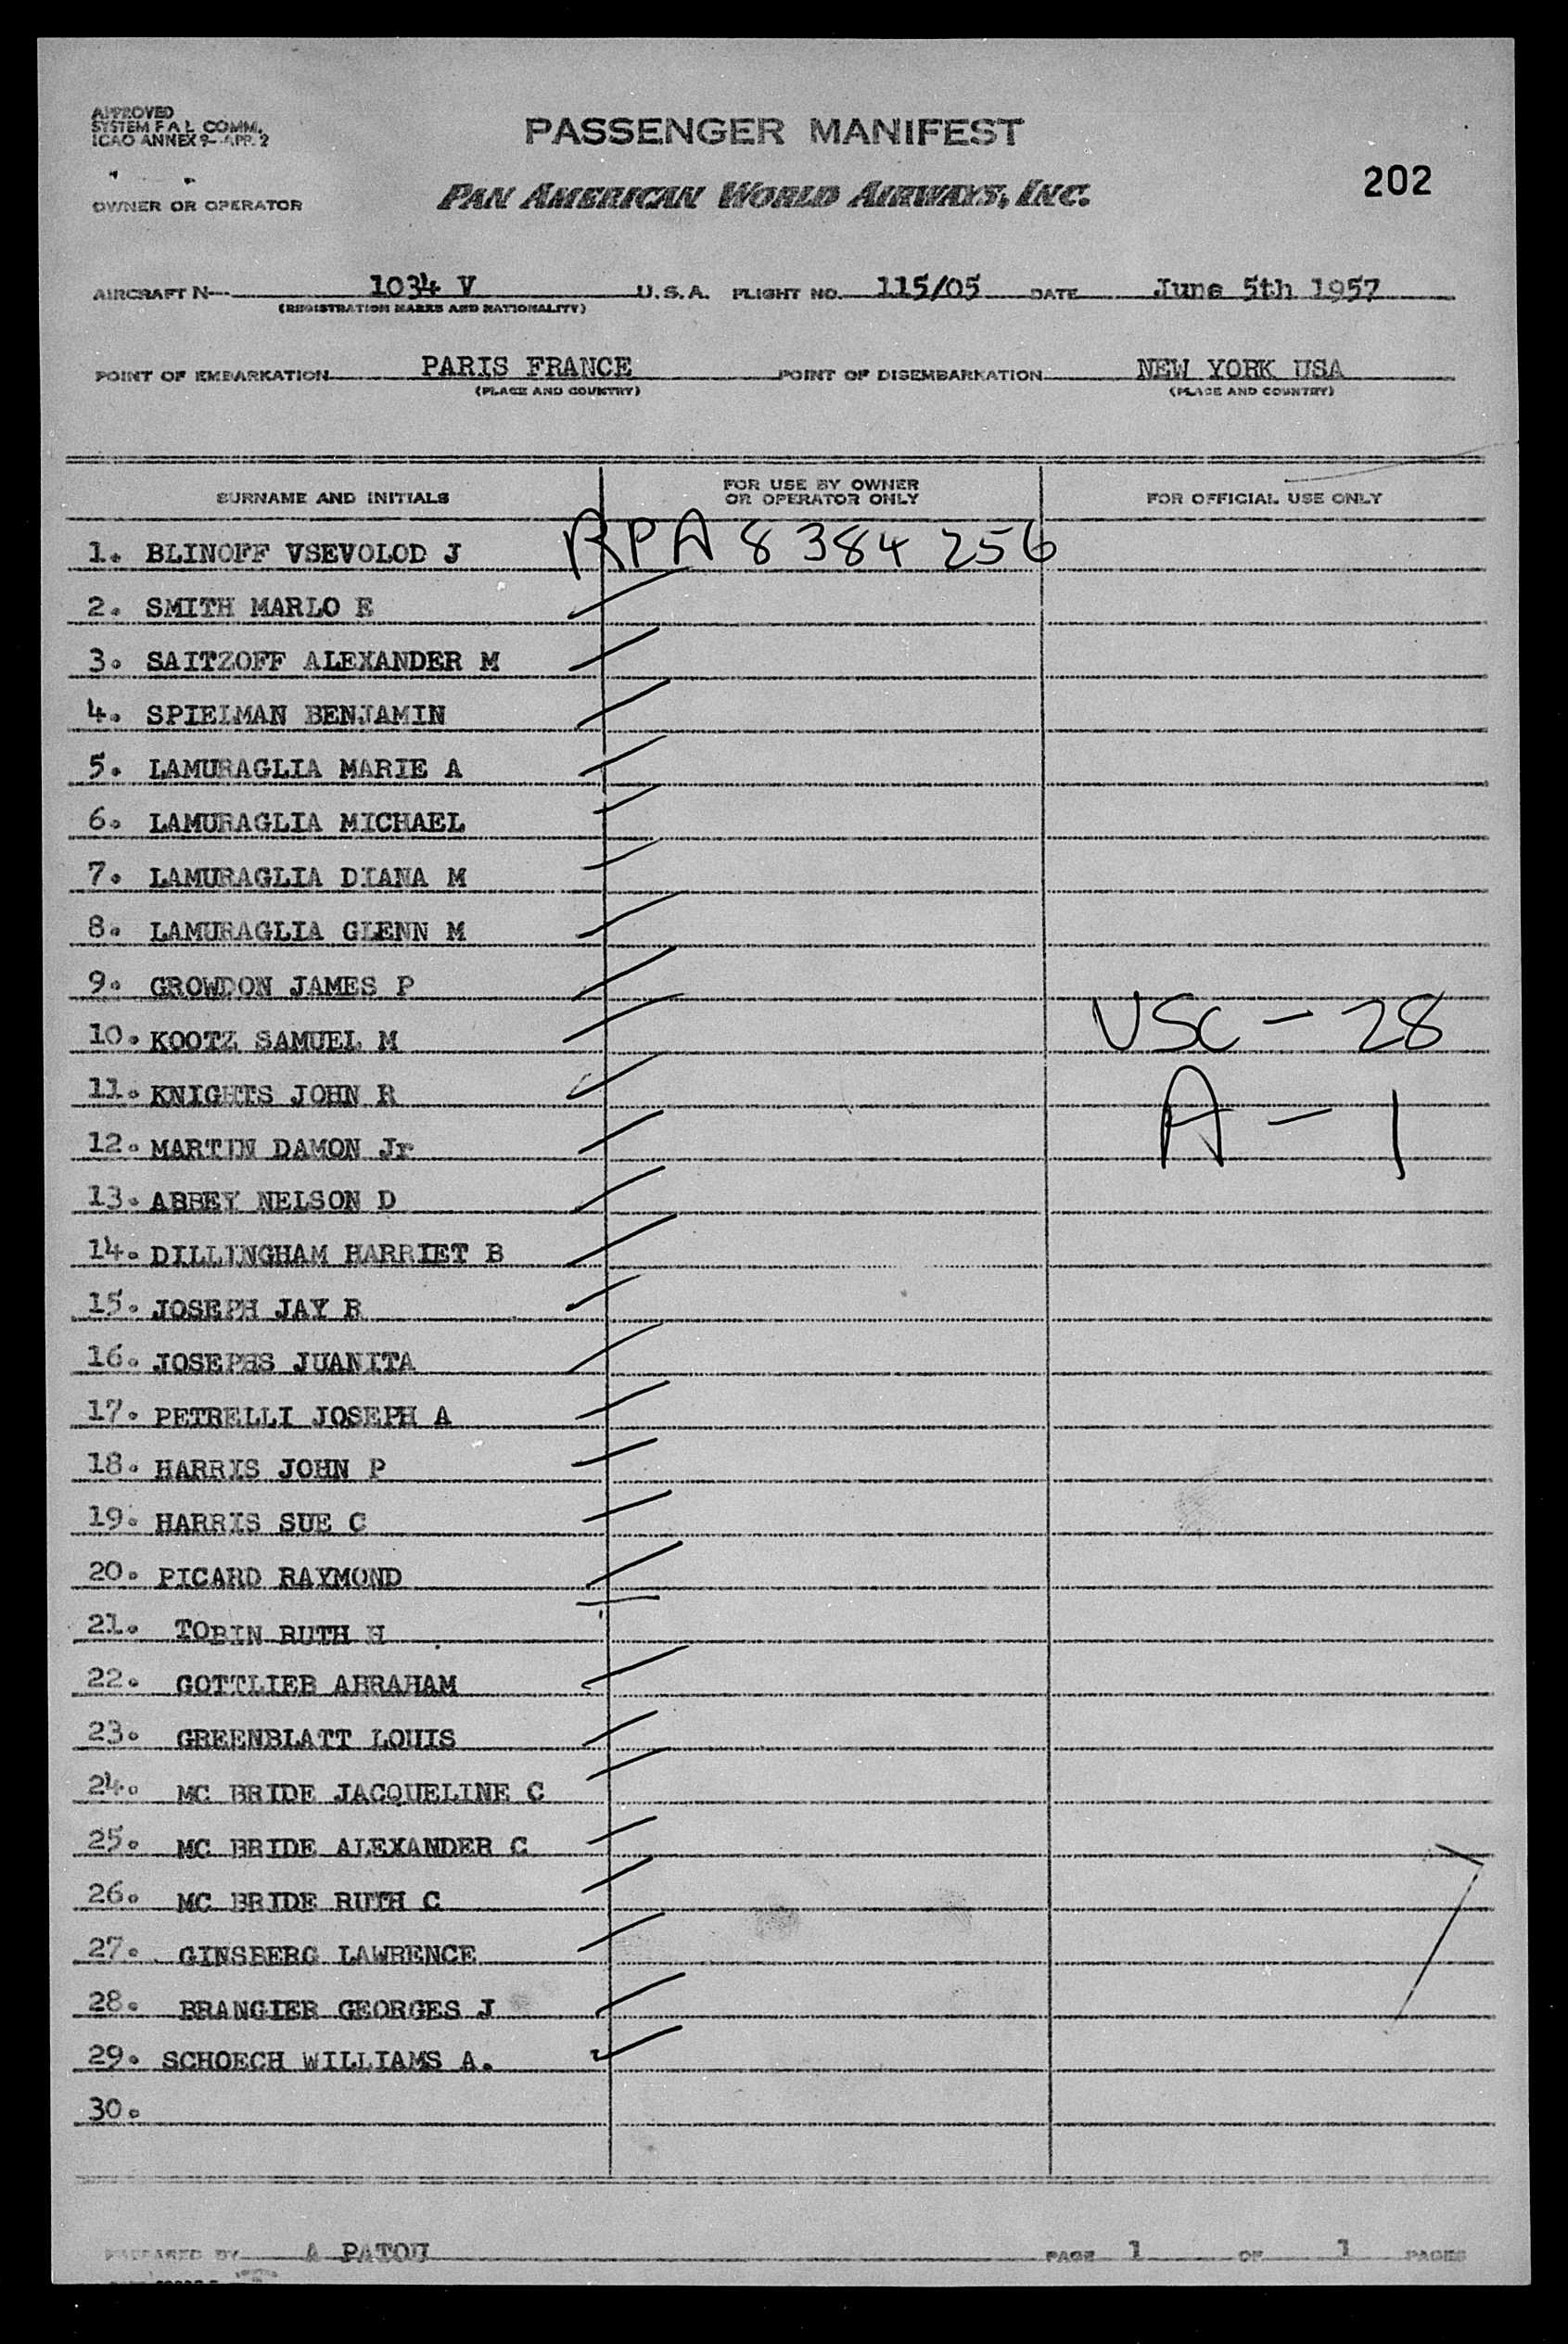 APPROVED
SYSTEM F A L COMM.
ICAO ANNEX 9- APP. 2
PASSENGER MANIFEST
202
OWNER OR OPERATOR
PAN AMERICAN WORLD AIRWAYS, INC.
AIRCRAFT N 1034 V U.S.A. FLIGHT NO. 115/05 DATE June 5th 1957
(REGISTRATION MARKS AND NATIONALITY)
POINT OF EMBARKATION PARIS FRANCE POINT OF DISEMBARKATION NEW YORK USA
(PLACE AND COUNTRY) (PLACE AND COUNTRY)
SURNAME AND INITIALS FOR USE BY OWNER OR OPERATOR ONLY FOR OFFICIAL USE ONLY
1. BLINOFF VSEVOLOD J RPA 8 384 256
2. SMITH MARLO E
3. SAITZOFF ALEXANDER M
4. SPIELMAN BENJAMIN
5. LAMURAGLIA MARIE A
6. LAMURAGLIA MICHAEL
7. LAMURAGLIA DIANA M
8. LAMURAGLIA GLENN M
9. GROWDON JAMES P
10. KOOTZ SAMUEL M USC - 28
11. KNIGHTS JOHN R
12. MARTIN DAMON Jr A - 1
13. ABBEY NELSON D
14. DILLINGHAM HARRIET B
15. JOSEPH JAY R
16. JOSEPHS JUANITA
17. PETRELLI JOSEPH A
18. HARRIS JOHN P
19. HARRIS SUE C
20. PICARD RAYMOND
21. TOBIN RUTH H
22. GOTTLIEB ABRAHAM
23. GREENBLATT LOUIS
24. MC BRIDE JACQUELINE C
25. MC BRIDE ALEXANDER C
26. MC BRIDE RUTH C
27. GINSBERG LAWRENCE
28. BRANGIER GEORGES J
29. SCHOECH WILLIAMS A.
30.
PREPARED BY A PATOU PAGE 1 OF 1 PAGES